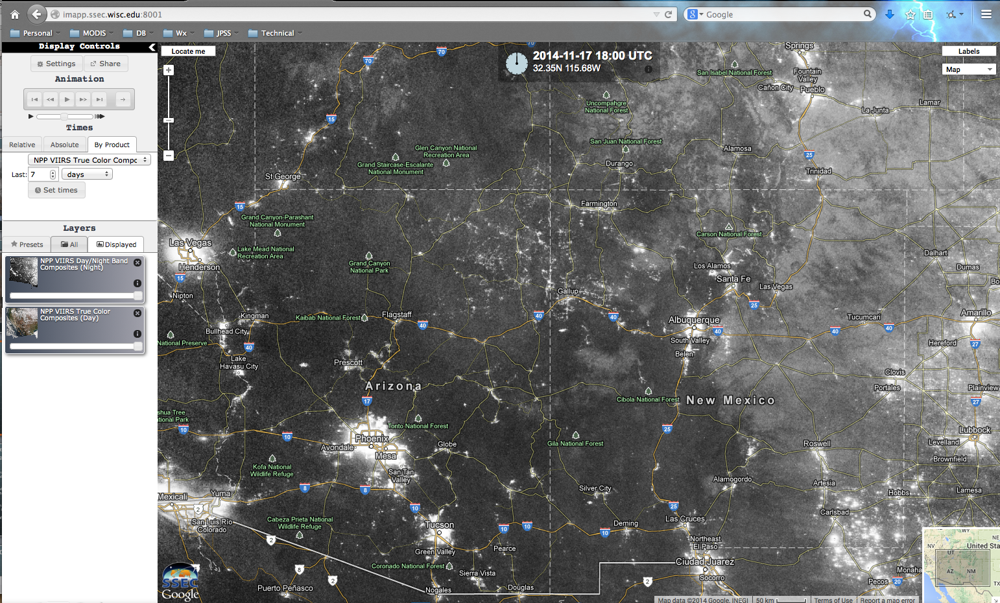 imapp.ssec.wisc.edu:8001
Google
Personal
MODIS
DB
Wx
JPSS
Technical
Display Controls
Settings
Share
Animation
Times
Relative
Absolute
By Product
NPP VIIRS True Color Compo
Last: 7
days
Set times
Layers
Presets
All
Displayed
NPP VIIRS Day/Night Band
Composites (Night)
NPP VIIRS True Color
Composites (Day)
Locate me
2014-11-17 18:00 UTC
32.35N 115.68W
Labels
Map
70
70
70
Springs
San Isabel National Forest
Fountain
Valley
Cañon City
Pueblo
Lamar
La Junta
Uncompahgre
National Forest
15
San Juan National Forest
Glen Canyon National
Recreation Area
Alamosa
25
Grand Staircase-Escalante
National Monument
Durango
Trinidad
St George
15
Farmington
Grand Canyon-Parashant
National Monument
Carson National Forest
Las Vegas
Lake Mead National
Recreation Area
Dalhart
Henderson
Grand Canyon
National Park
Los Alamos
Dumas
15
Santa Fe
Las Vegas
Bo
Nipton
Gallup
25
Kingman
Kaibab National Forest
Flagstaff
40
40
40
Albuquerque
Tucumcari
Amarillo
Bullhead City
40
40
40
National Preserve
South Valley
Hereford
27
40
Belen
Lake
Havasu City
Prescott
Clovis
Arizona
Portales
Plainview
17
Cibola National Forest
New Mexico
27
shua Tree
tional Park
10
Tonto National Forest
25
Lubbock
10
Phoenix
Avondale
Globe
Gila National Forest
Roswell
Levelland
Mesa
Brownfield
Kofa National
Wildlife Refuge
San Tan
Valley
Alamogordo
Artesia
8
8
Silver City
Hobbs
Lamesa
Mexicali
Yuma
10
25
2
Carlsbad
San Luis Rio
Colorado
Cabeza Prieta National
Wildlife Refuge
Tucson
10
10
10
Deming
Las Cruces
2
Northeast
El Paso
Green Valley
Pearce
Ciudad Juarez
Coronado National Forest
8
Sierra Vista
2
2
Socorro
Monaha
Pecos
20
Puerto Peñasco
Nogales
Douglas
SSEC
Google
WY
NE
NV
UT
United Sta
AZ
NM
TX
Map data ©2014 Google, INEGI
50 km
Terms of Use
Report a map error